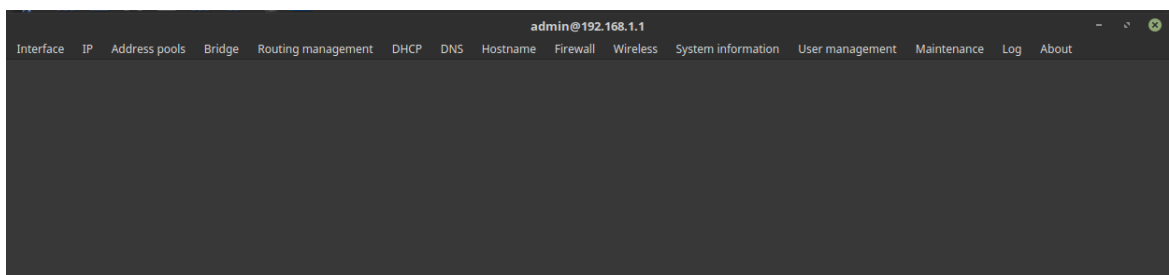 admin@192.168.1.1
Interface IP Address pools Bridge Routing management DHCP DNS Hostname Firewall Wireless System information User management Maintenance Log About